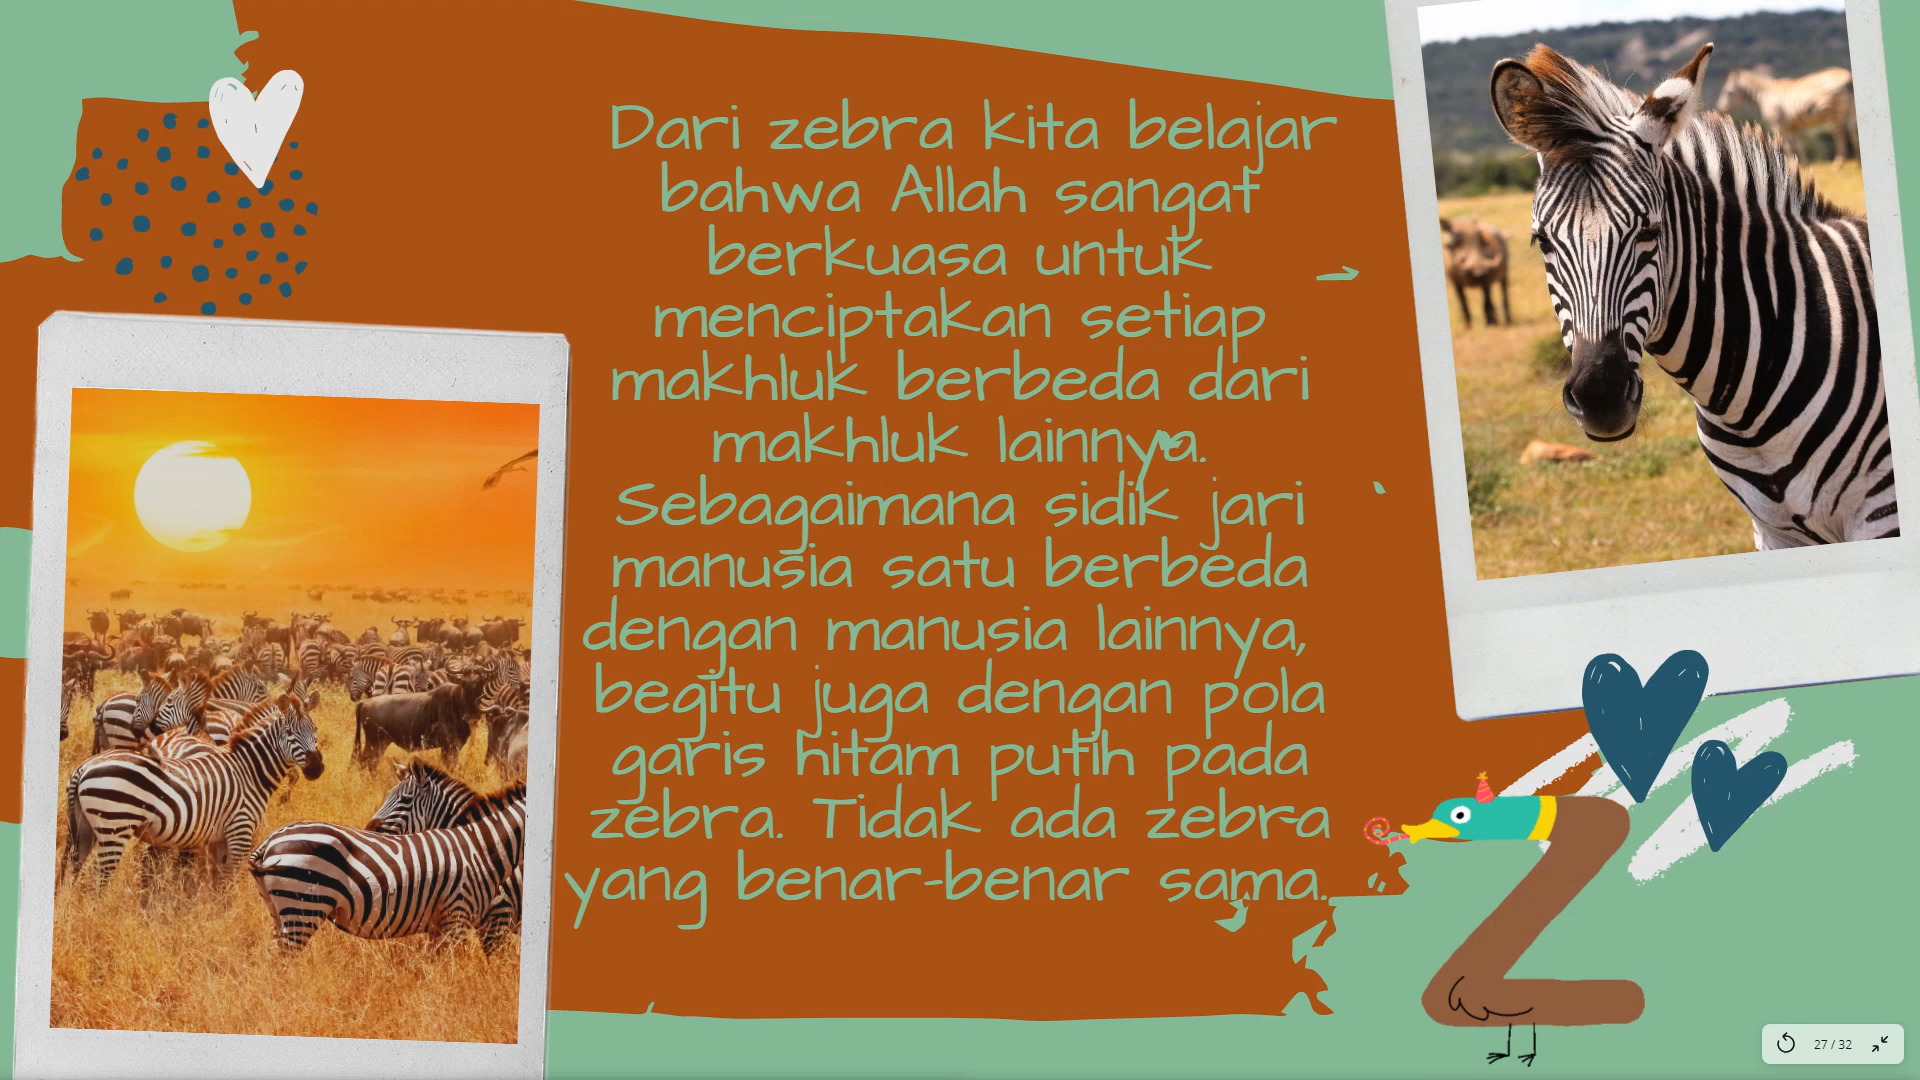 Dari zebra kita belajar
bahwa Allah sangat
berkuasa untuk
menciptakan setiap
makhluk berbeda dari
makhluk lainnya.
Sebagaimana sidik jari
manusia satu berbeda
dengan manusia lainnya,
begitu juga dengan pola
garis hitam putih pada
zebra. Tidak ada zebra
yang benar-benar sama.
27 / 32